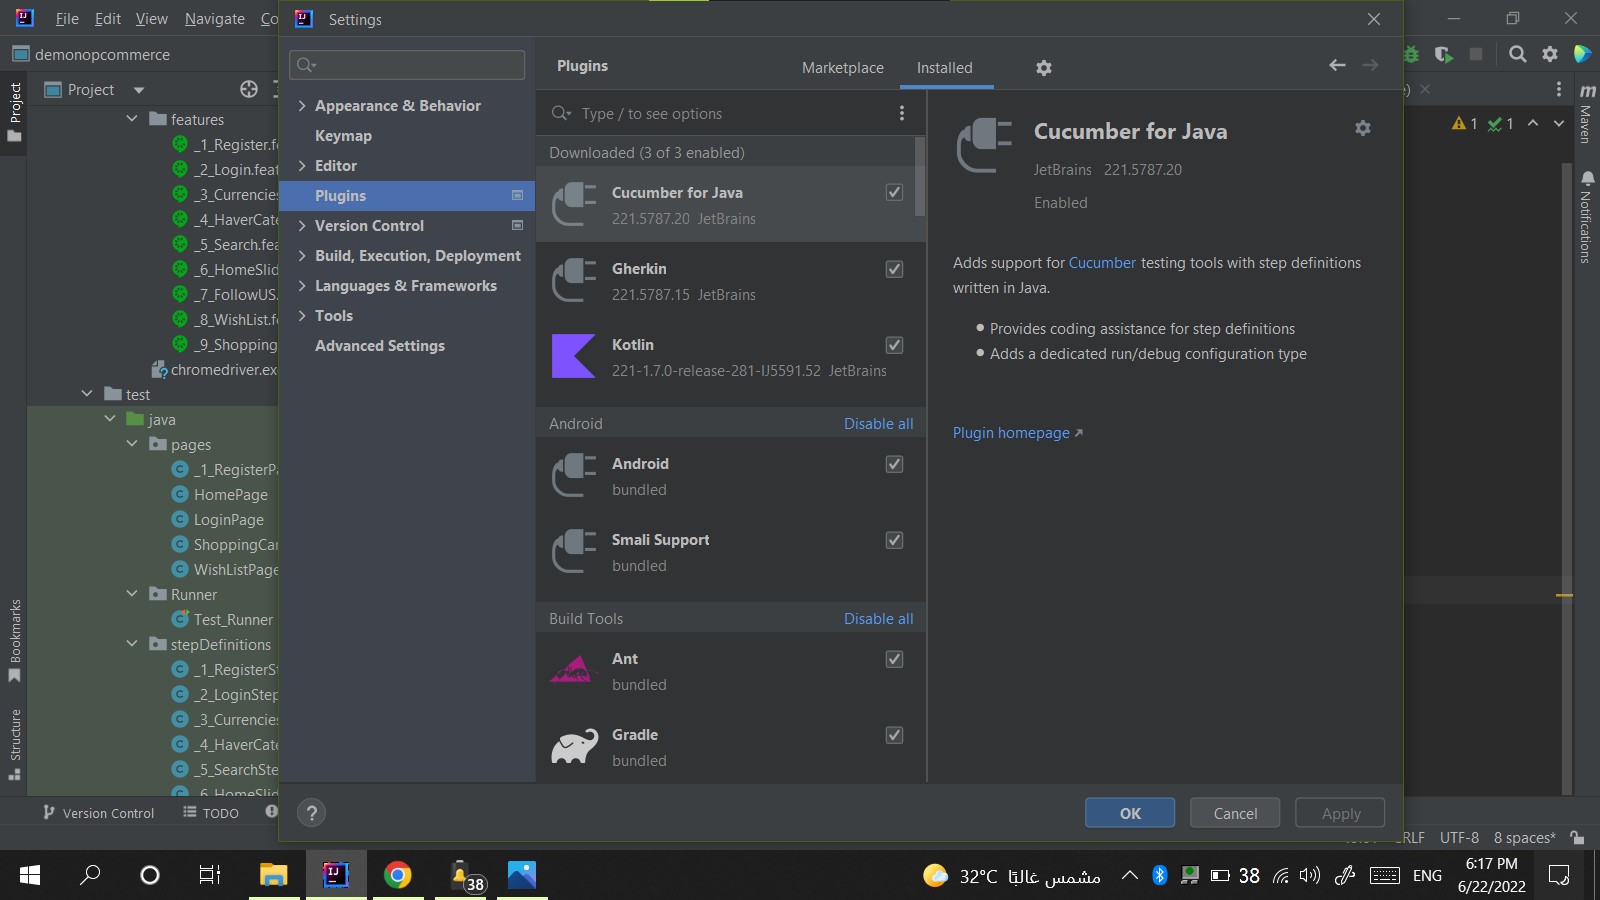 File Edit View Navigate Co
Settings
demonopcommerce
Project
features
_1_Register.fe
_2_Login.feat
_3_Currencies
_4_HaverCate
_5_Search.fea
_6_HomeSlid
_7_FollowUS.
_8_WishList.fe
_9_Shopping
chromedriver.exe
test
java
pages
_1_RegisterPa
HomePage
LoginPage
ShoppingCar
WishListPage
Runner
Test_Runner
stepDefinitions
_1_RegisterSt
_2_LoginStep
_3_Currencies
_4_HaverCate
_5_SearchSte
_6_HomeSlid
Project
Bookmarks
Structure
Appearance & Behavior
Keymap
Editor
Plugins
Version Control
Build, Execution, Deployment
Languages & Frameworks
Tools
Advanced Settings
Plugins
Marketplace
Installed
Type / to see options
Downloaded (3 of 3 enabled)
Cucumber for Java
221.5787.20 JetBrains
Gherkin
221.5787.15 JetBrains
Kotlin
221-1.7.0-release-281-IJ5591.52 JetBrains
Android Disable all
Android
bundled
Smali Support
bundled
Build Tools Disable all
Ant
bundled
Gradle
bundled
Cucumber for Java
JetBrains 221.5787.20
Enabled
Adds support for Cucumber testing tools with step definitions
written in Java.
Provides coding assistance for step definitions
Adds a dedicated run/debug configuration type
Plugin homepage
OK Cancel Apply
?
1 1
Maven
Notifications
Version Control TODO
RLF UTF-8 8 spaces*
38
32°C مشمس غالبًا
38
ENG
6:17 PM
6/22/2022